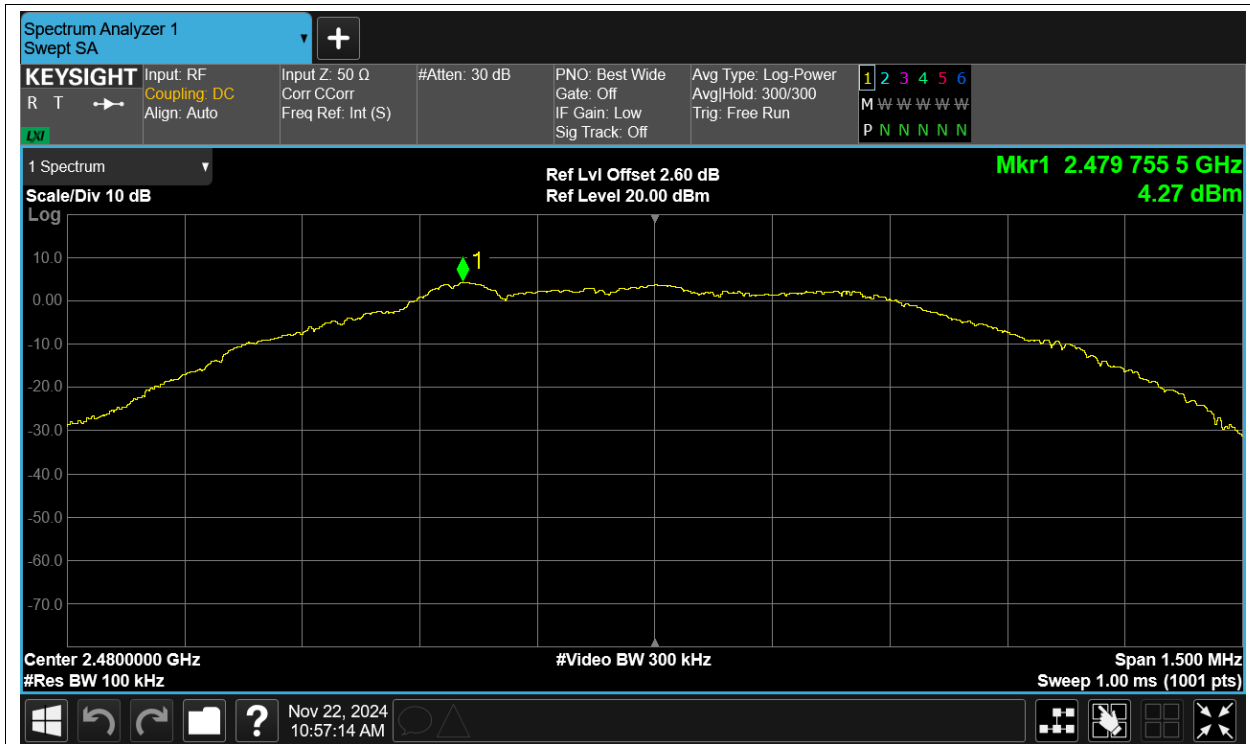 Spectrum Analyzer 1
Swept SA
+
KEYSIGHT
R T
LXI
Input: RF
Coupling: DC
Align: Auto
Input Z: 50 Ω
Corr CCorr
Freq Ref: Int (S)
#Atten: 30 dB
PNO: Best Wide
Gate: Off
IF Gain: Low
Sig Track: Off
Avg Type: Log-Power
Avg|Hold: 300/300
Trig: Free Run
1 2 3 4 5 6
M W W W W W
P N N N N N
1 Spectrum
Scale/Div 10 dB
Ref Lvl Offset 2.60 dB
Ref Level 20.00 dBm
Mkr1 2.479 755 5 GHz
4.27 dBm
Log
10.0
0.00
-10.0
-20.0
-30.0
-40.0
-50.0
-60.0
-70.0
1
Center 2.4800000 GHz
#Res BW 100 kHz
#Video BW 300 kHz
Span 1.500 MHz
Sweep 1.00 ms (1001 pts)
?
Nov 22, 2024
10:57:14 AM